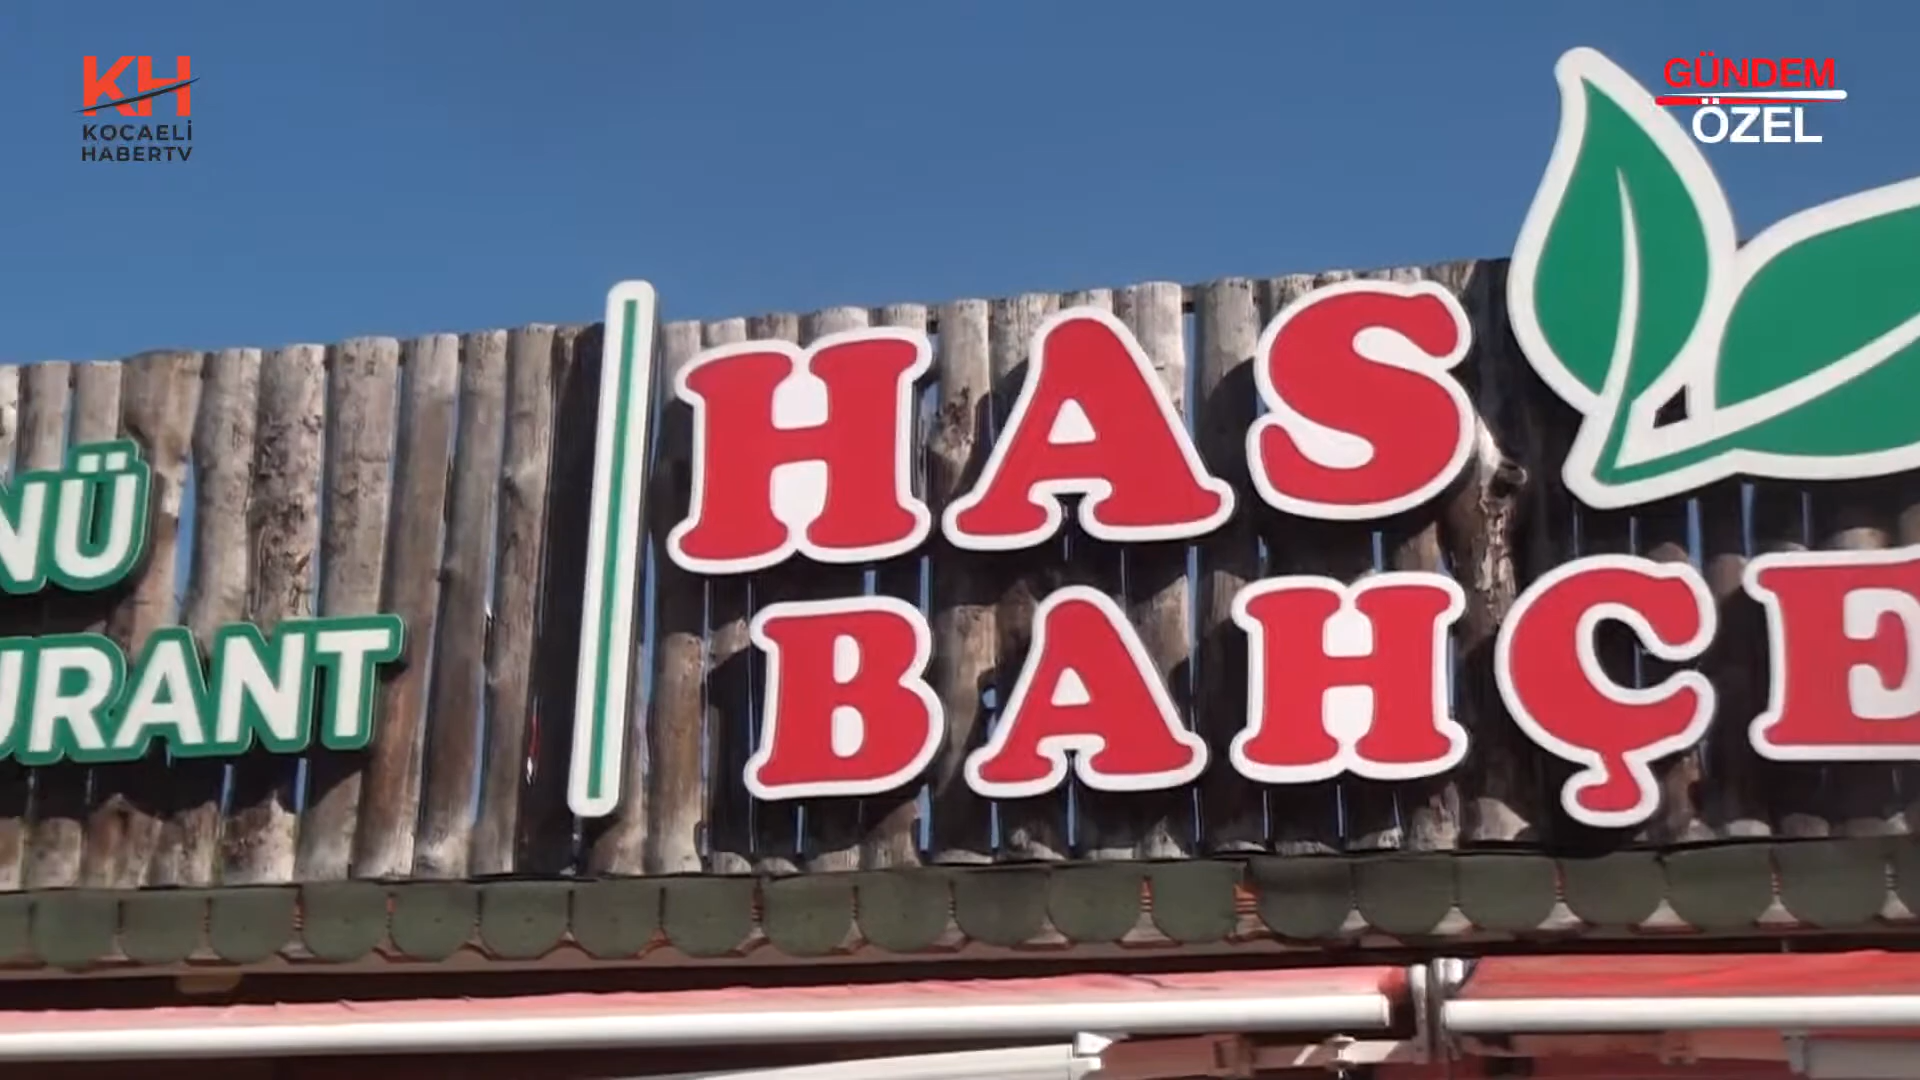 KH
KOCAELİ
HABERTV
GÜNDEM
ÖZEL
HAS
BAHÇE
NÜ
URANT